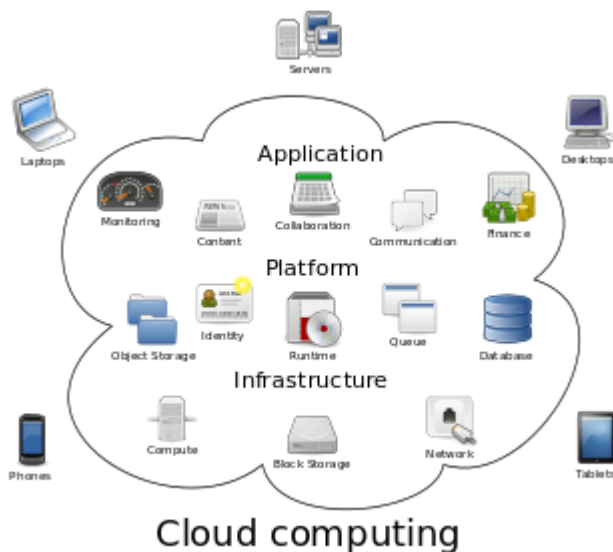 Servers
Laptops
Desktops
Application
Monitoring
Content
Collaboration
Communication
Finance
Platform
Object Storage
Identity
Runtime
Queue
Database
Infrastructure
Compute
Block Storage
Network
Phones
Tablets
Cloud computing